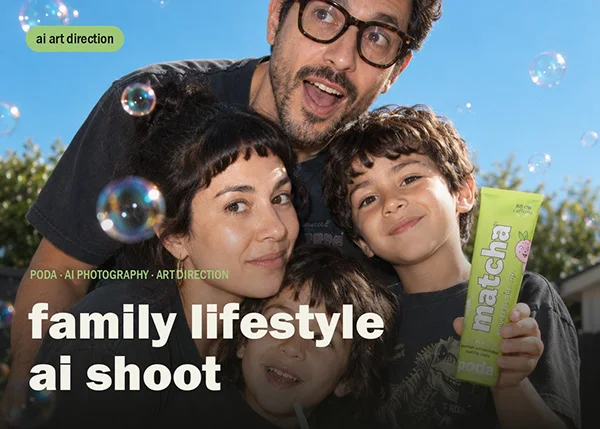 ai art direction
matcha
poda
PODA · AI PHOTOGRAPHY · ART DIRECTION
family lifestyle
ai shoot